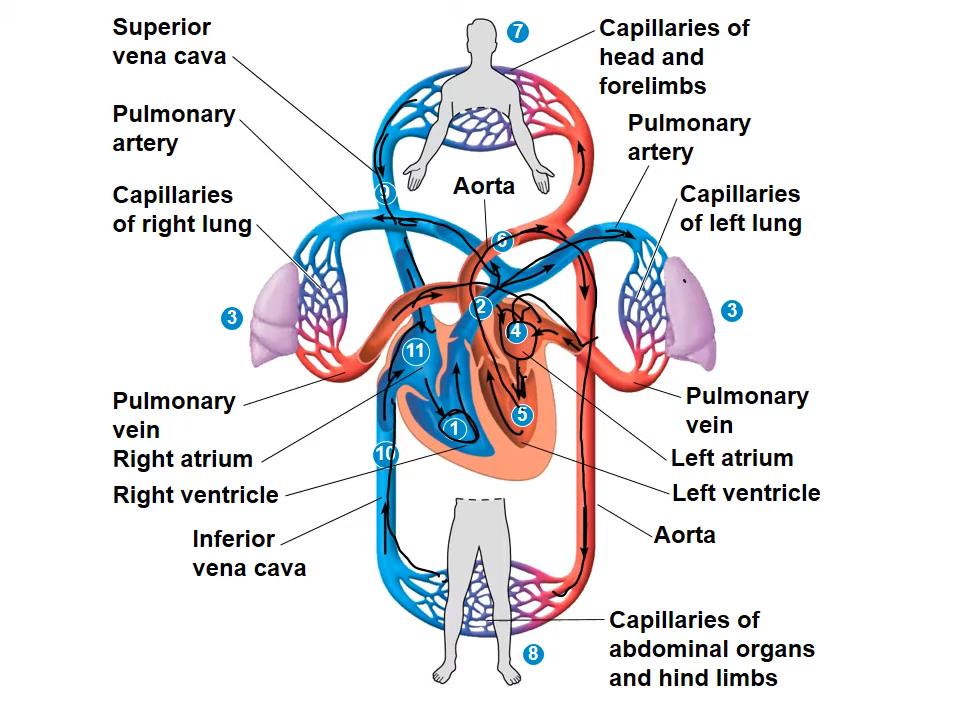 Superior
vena cava
7
Capillaries of
head and
forelimbs
Pulmonary
artery
Pulmonary
artery
Capillaries
of right lung
9
Aorta
Capillaries
of left lung
6
3
2
4
3
11
Pulmonary
vein
5
1
Pulmonary
vein
Right atrium
10
Left atrium
Right ventricle
Left ventricle
Inferior
vena cava
Aorta
8
Capillaries of
abdominal organs
and hind limbs